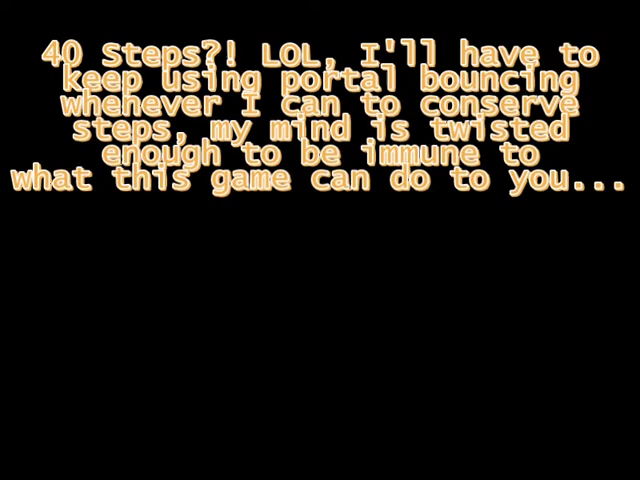 40 Steps?! LOL, I'll have to
keep using portal bouncing
whenever I can to conserve
steps, my mind is twisted
enough to be immune to
what this game can do to you...